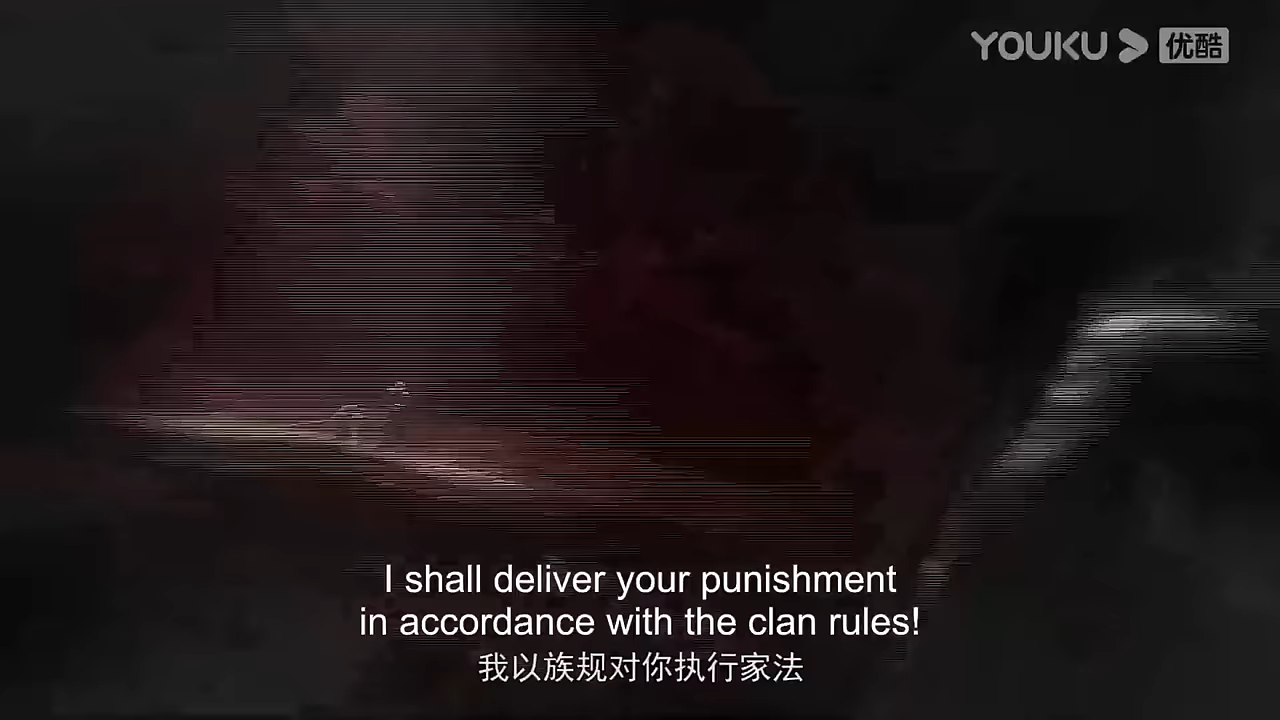 YOUKU 优酷
I shall deliver your punishment
in accordance with the clan rules!
我以族规对你执行家法